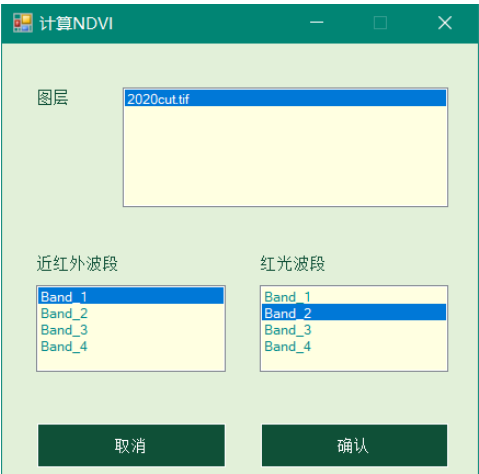 计算NDVI
图层
2020cut.tif
近红外波段
红光波段
Band_1
Band_2
Band_3
Band_4
Band_1
Band_2
Band_3
Band_4
取消
确认